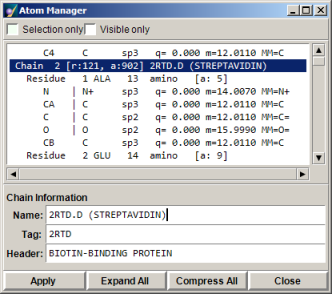 Atom Manager
Selection only Visible only
C4 C sp3 q= 0.000 m=12.0110 MM=C
Chain 2 [r:121, a:902] 2RTD.D (STREPTAVIDIN)
Residue 1 ALA 13 amino [a: 5]
N | N+ sp3 q= 0.000 m=14.0070 MM=N+
CA | C sp3 q= 0.000 m=12.0110 MM=C
C | C sp2 q= 0.000 m=12.0110 MM=C=
O | O sp2 q= 0.000 m=15.9990 MM=O=
CB C sp3 q= 0.000 m=12.0110 MM=C
Residue 2 GLU 14 amino [a: 9]
Chain Information
Name: 2RTD.D (STREPTAVIDIN)
Tag: 2RTD
Header: BIOTIN-BINDING PROTEIN
Apply Expand All Compress All Close